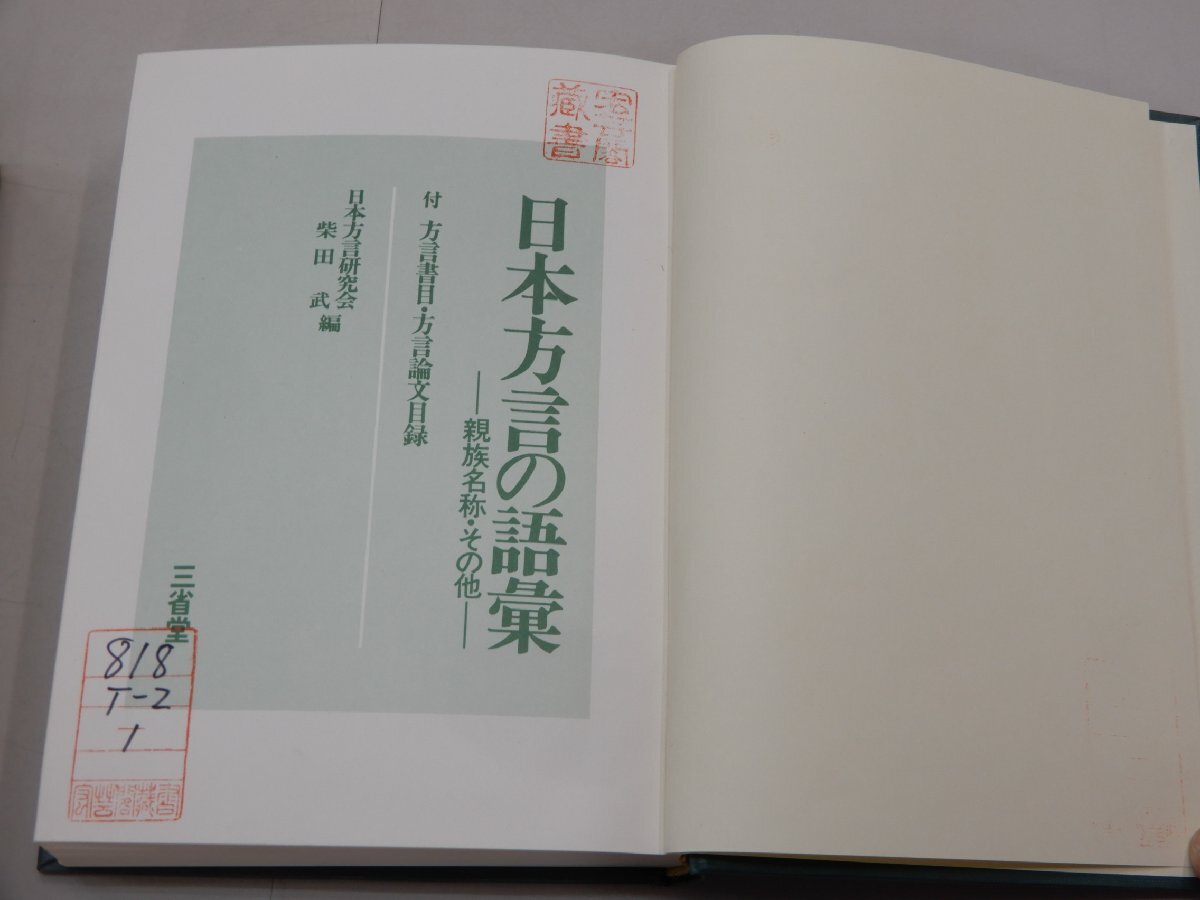 日本方言の語彙
―親族名称・その他―
付 方言書目・方言論文目録
日本方言研究会
柴田 武 編
三省堂
818
T-2
1
蔵書